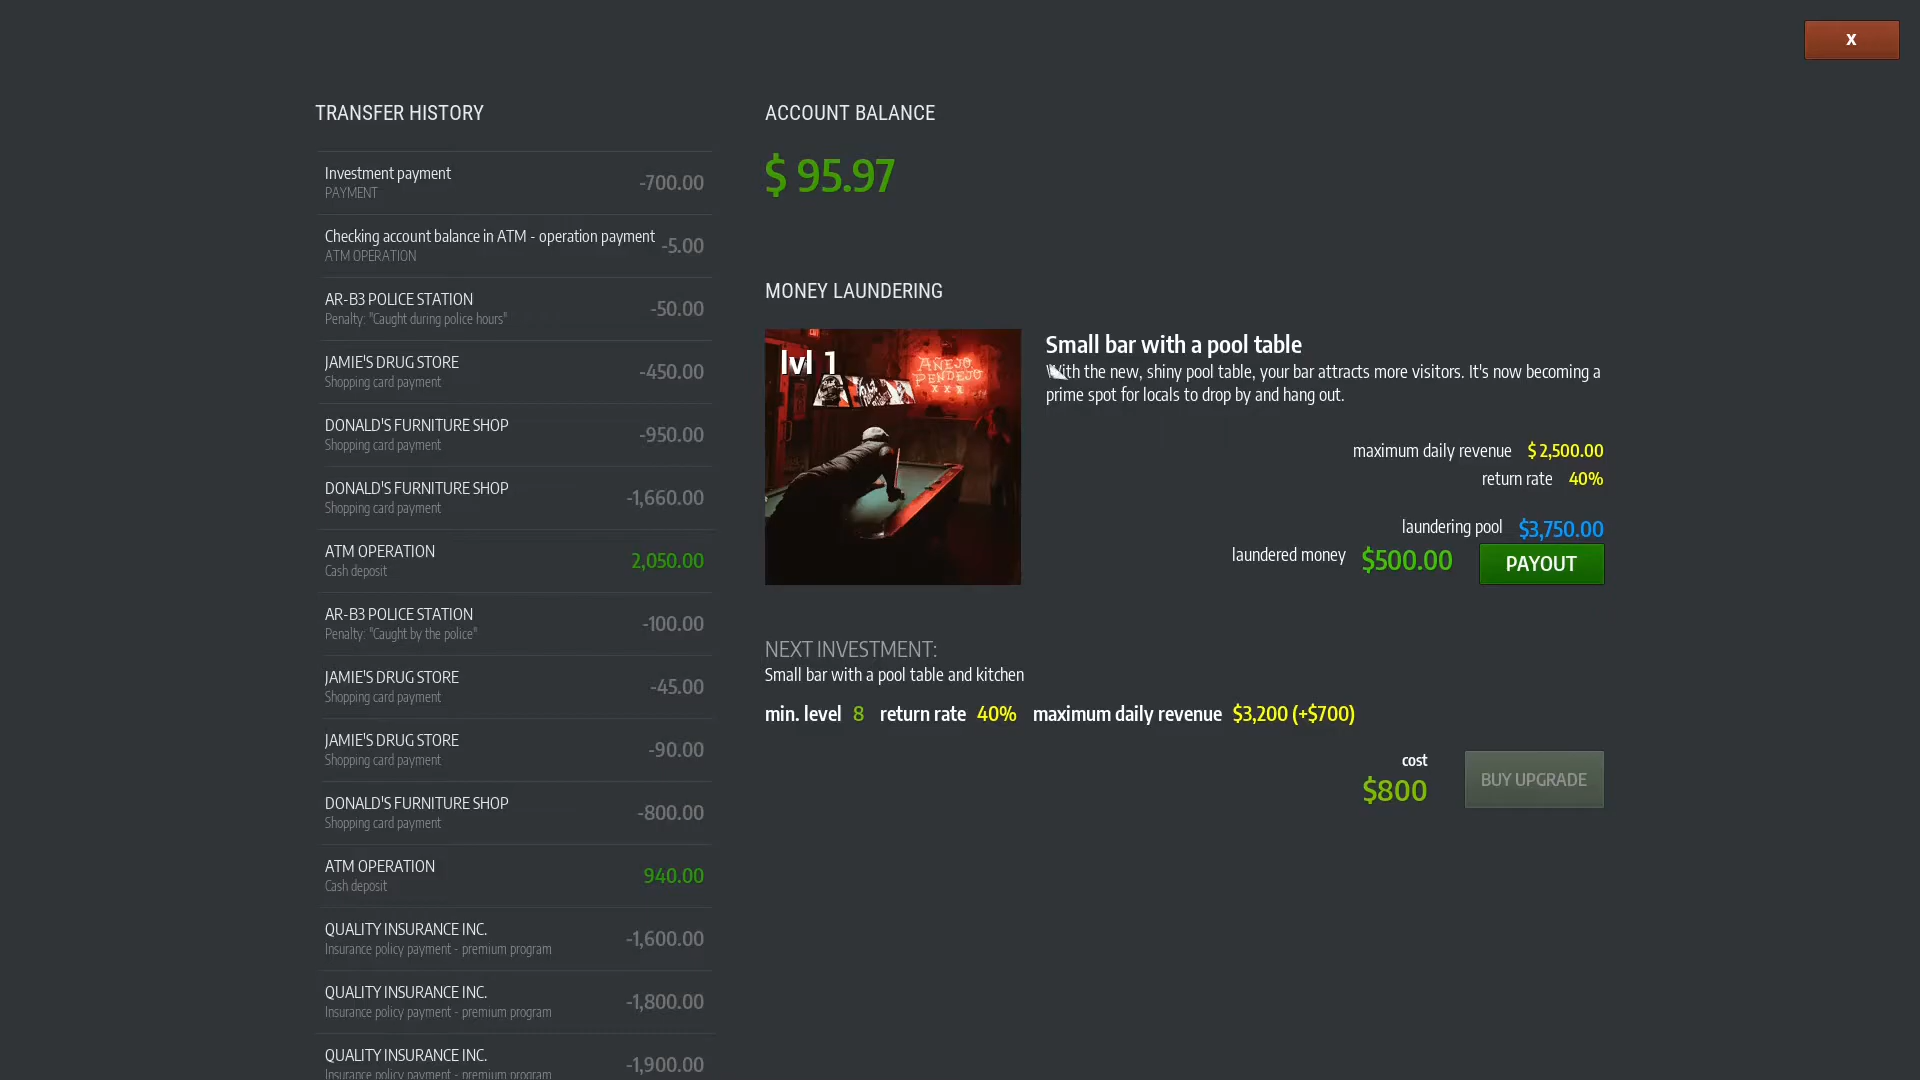 X
TRANSFER HISTORY
Investment payment
PAYMENT
-700.00
Checking account balance in ATM - operation payment
ATM OPERATION
-5.00
AR-B3 POLICE STATION
Penalty: "Caught during police hours"
-50.00
JAMIE'S DRUG STORE
Shopping card payment
-450.00
DONALD'S FURNITURE SHOP
Shopping card payment
-950.00
DONALD'S FURNITURE SHOP
Shopping card payment
-1,660.00
ATM OPERATION
Cash deposit
2,050.00
AR-B3 POLICE STATION
Penalty: "Caught by the police"
-100.00
JAMIE'S DRUG STORE
Shopping card payment
-45.00
JAMIE'S DRUG STORE
Shopping card payment
-90.00
DONALD'S FURNITURE SHOP
Shopping card payment
-800.00
ATM OPERATION
Cash deposit
940.00
QUALITY INSURANCE INC.
Insurance policy payment - premium program
-1,600.00
QUALITY INSURANCE INC.
Insurance policy payment - premium program
-1,800.00
QUALITY INSURANCE INC.
Insurance policy payment - premium program
-1,900.00
ACCOUNT BALANCE
$ 95.97
MONEY LAUNDERING
lvl 1
AÑEJO
PENDEJO
XXX
Small bar with a pool table
With the new, shiny pool table, your bar attracts more visitors. It's now becoming a
prime spot for locals to drop by and hang out.
maximum daily revenue $ 2,500.00
return rate 40%
laundering pool $3,750.00
laundered money $500.00 PAYOUT
NEXT INVESTMENT:
Small bar with a pool table and kitchen
min. level 8 return rate 40% maximum daily revenue $3,200 (+$700)
cost
$800
BUY UPGRADE